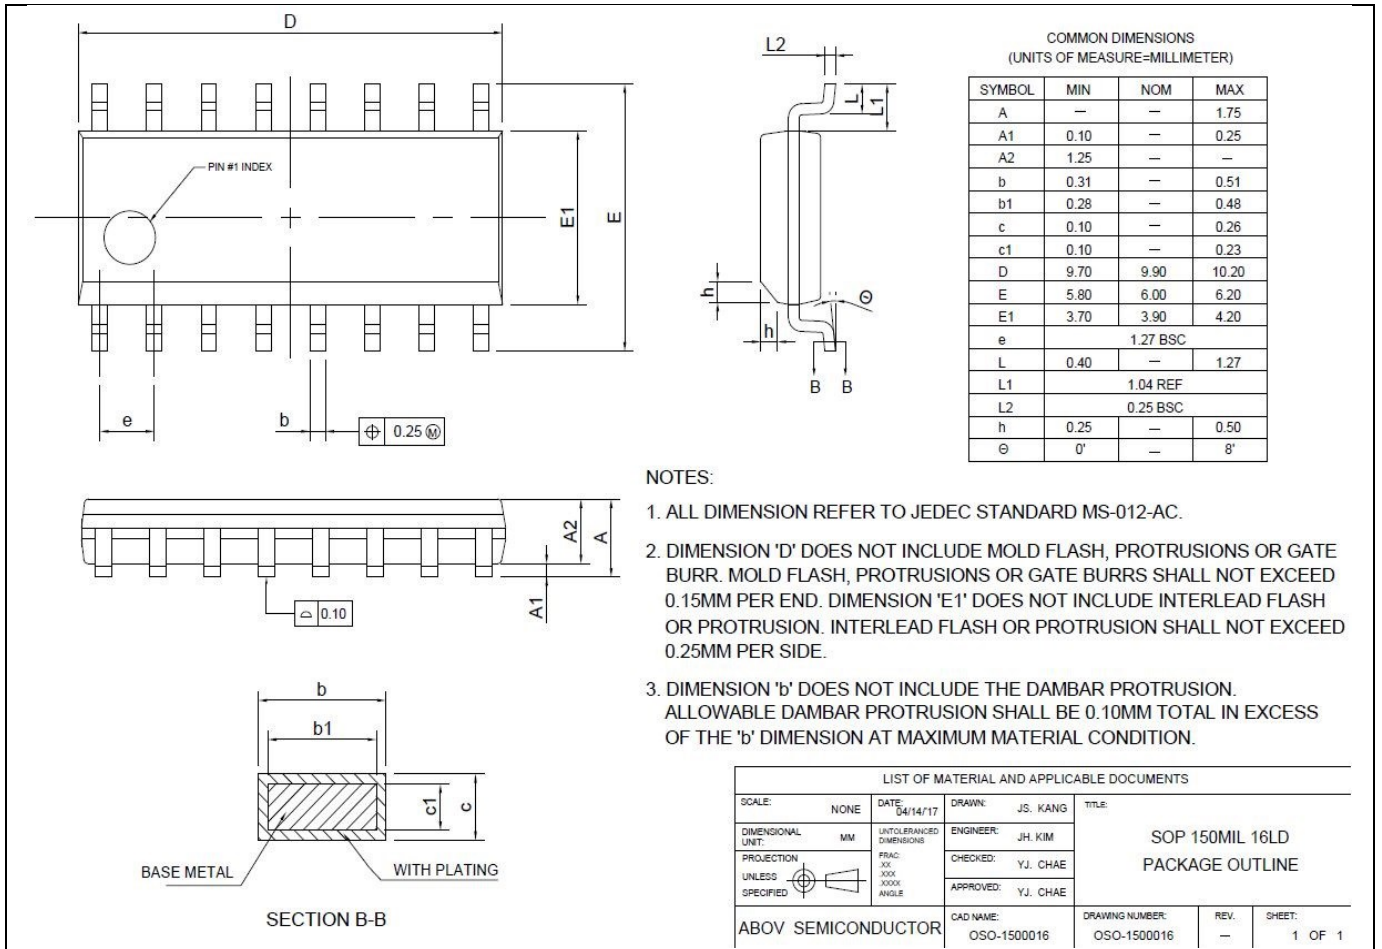 D
PIN #1 INDEX
E1
E
e
b
0.25 Ⓜ
L2
L
L1
h
h
Θ
B B
COMMON DIMENSIONS
(UNITS OF MEASURE=MILLIMETER)
SYMBOL MIN NOM MAX
A — — 1.75
A1 0.10 — 0.25
A2 1.25 — —
b 0.31 — 0.51
b1 0.28 — 0.48
c 0.10 — 0.26
c1 0.10 — 0.23
D 9.70 9.90 10.20
E 5.80 6.00 6.20
E1 3.70 3.90 4.20
e 1.27 BSC
L 0.40 — 1.27
L1 1.04 REF
L2 0.25 BSC
h 0.25 — 0.50
Θ 0' — 8'
A2
A
A1
0.10
NOTES:
1. ALL DIMENSION REFER TO JEDEC STANDARD MS-012-AC.
2. DIMENSION 'D' DOES NOT INCLUDE MOLD FLASH, PROTRUSIONS OR GATE
BURR. MOLD FLASH, PROTRUSIONS OR GATE BURRS SHALL NOT EXCEED
0.15MM PER END. DIMENSION 'E1' DOES NOT INCLUDE INTERLEAD FLASH
OR PROTRUSION. INTERLEAD FLASH OR PROTRUSION SHALL NOT EXCEED
0.25MM PER SIDE.
3. DIMENSION 'b' DOES NOT INCLUDE THE DAMBAR PROTRUSION.
ALLOWABLE DAMBAR PROTRUSION SHALL BE 0.10MM TOTAL IN EXCESS
OF THE 'b' DIMENSION AT MAXIMUM MATERIAL CONDITION.
b
b1
c1
c
BASE METAL
WITH PLATING
SECTION B-B
LIST OF MATERIAL AND APPLICABLE DOCUMENTS
SCALE: NONE
DATE: 04/14/'17
DRAWN: JS. KANG
TITLE:
SOP 150MIL 16LD
PACKAGE OUTLINE
DIMENSIONAL
UNIT: MM
UNTOLERANCED
DIMENSIONS
ENGINEER: JH. KIM
PROJECTION
UNLESS
SPECIFIED
FRAC:
.XX
.XXX
.XXXX
ANGLE
CHECKED: YJ. CHAE
APPROVED: YJ. CHAE
ABOV SEMICONDUCTOR
CAD NAME:
OSO-1500016
DRAWING NUMBER:
OSO-1500016
REV.
—
SHEET:
1 OF 1